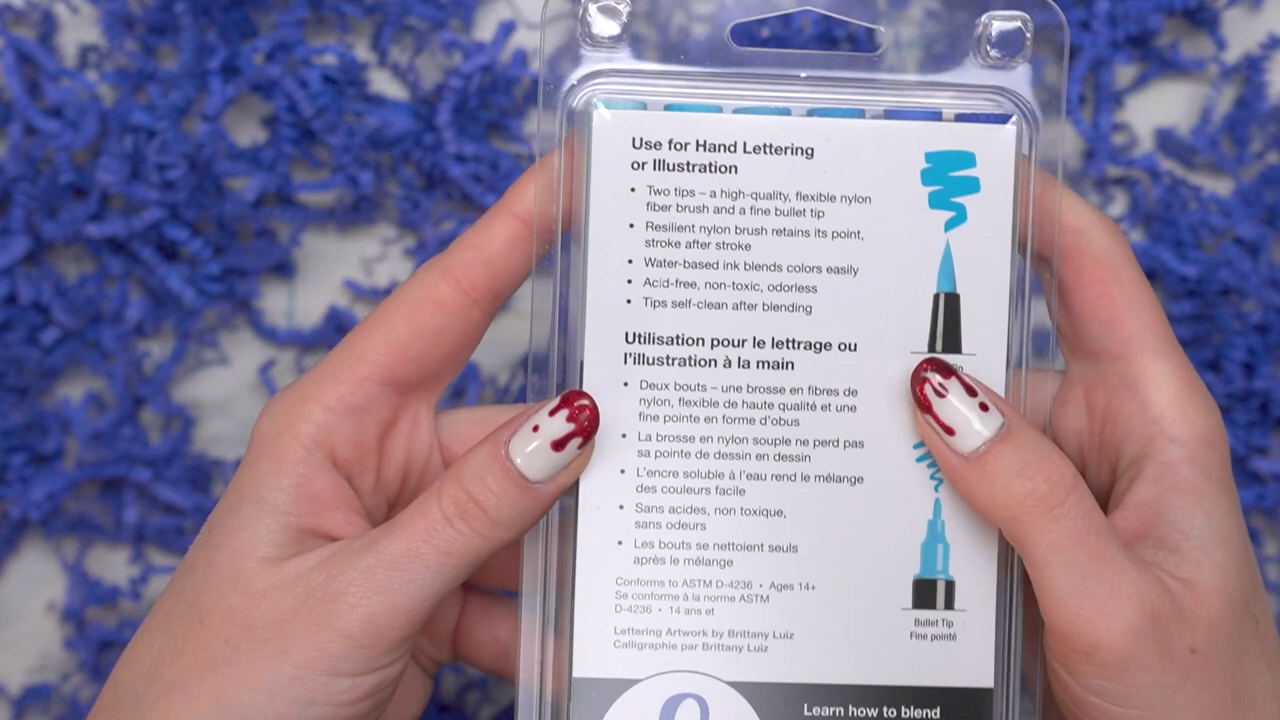 Use for Hand Lettering
or Illustration
• Two tips – a high-quality, flexible nylon
fiber brush and a fine bullet tip
• Resilient nylon brush retains its point,
stroke after stroke
• Water-based ink blends colors easily
• Acid-free, non-toxic, odorless
• Tips self-clean after blending
Utilisation pour le lettrage ou
l'illustration à la main
• Deux bouts – une brosse en fibres de
nylon, flexible de haute qualité et une
fine pointe en forme d'obus
• La brosse en nylon souple ne perd pas
sa pointe de dessin en dessin
• L'encre soluble à l'eau rend le mélange
des couleurs facile
• Sans acides, non toxique,
sans odeurs
• Les bouts se nettoient seuls
après le mélange
Conforms to ASTM D-4236 • Ages 14+
Se conforme à la norme ASTM
D-4236 • 14 ans et
Lettering Artwork by Brittany Luiz
Calligraphie par Brittany Luiz
Bullet Tip
Fine pointé
Learn how to blend